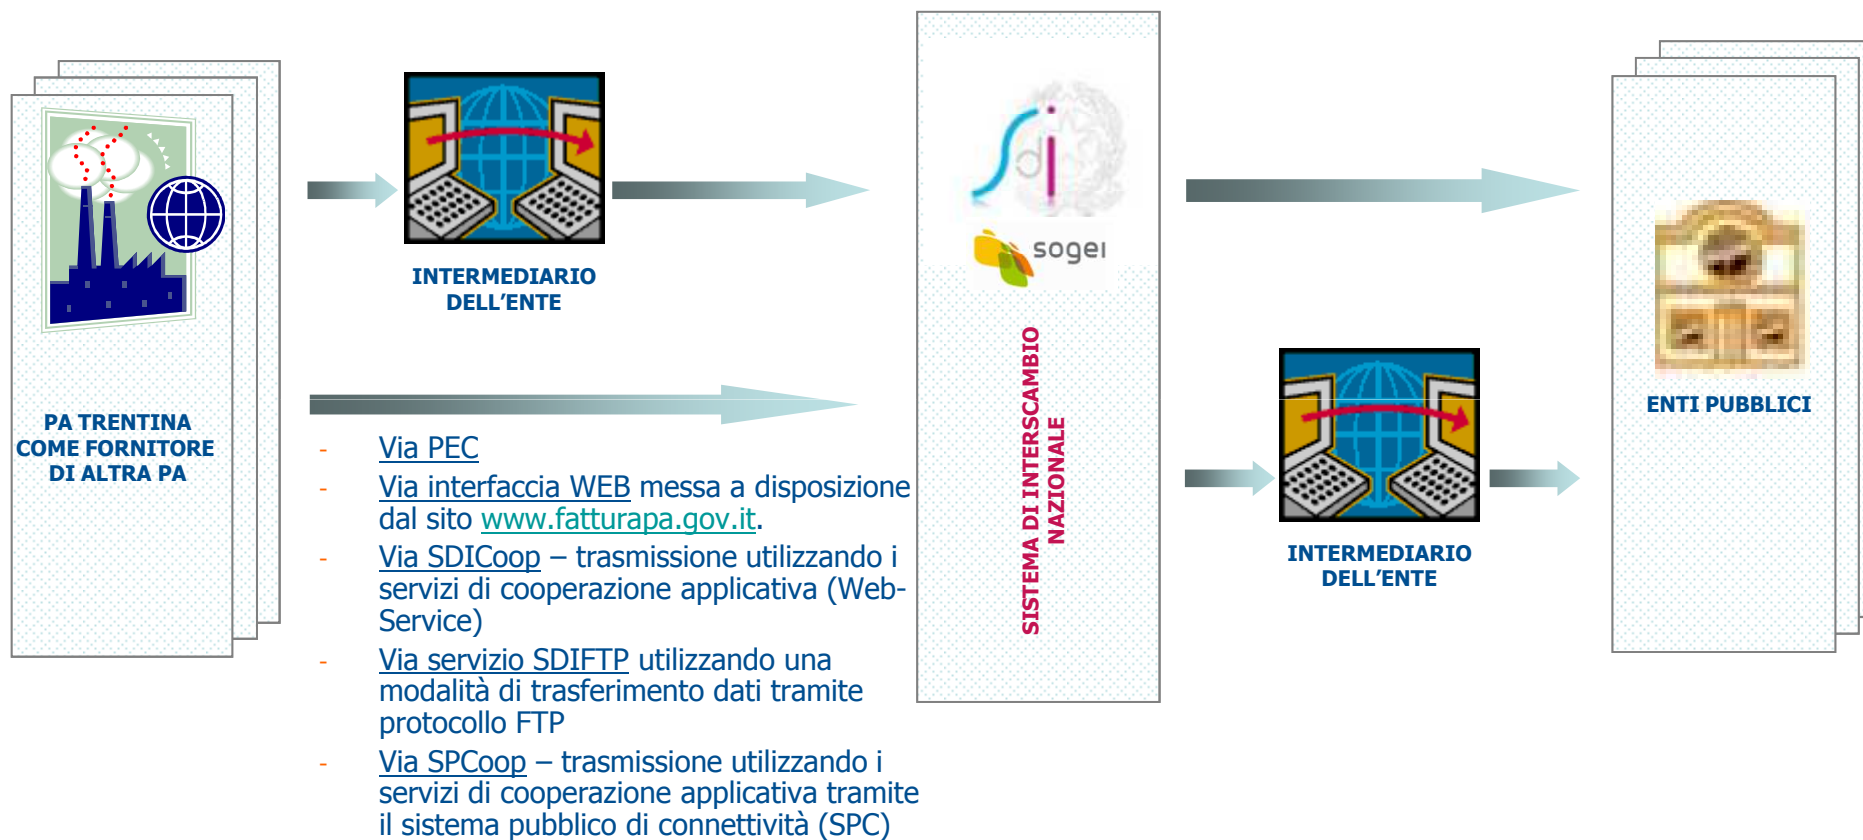 PA TRENTINA
COME FORNITORE
DI ALTRA PA
INTERMEDIARIO
DELL’ENTE
- Via PEC
- Via interfaccia WEB messa a disposizione
dal sito www.fatturapa.gov.it.
- Via SDICoop – trasmissione utilizzando i
servizi di cooperazione applicativa (Web-
Service)
- Via servizio SDIFTP utilizzando una
modalità di trasferimento dati tramite
protocollo FTP
- Via SPCoop – trasmissione utilizzando i
servizi di cooperazione applicativa tramite
il sistema pubblico di connettività (SPC)
Sdi
sogei
SISTEMA DI INTERSCAMBIO
NAZIONALE
INTERMEDIARIO
DELL’ENTE
ENTI PUBBLICI